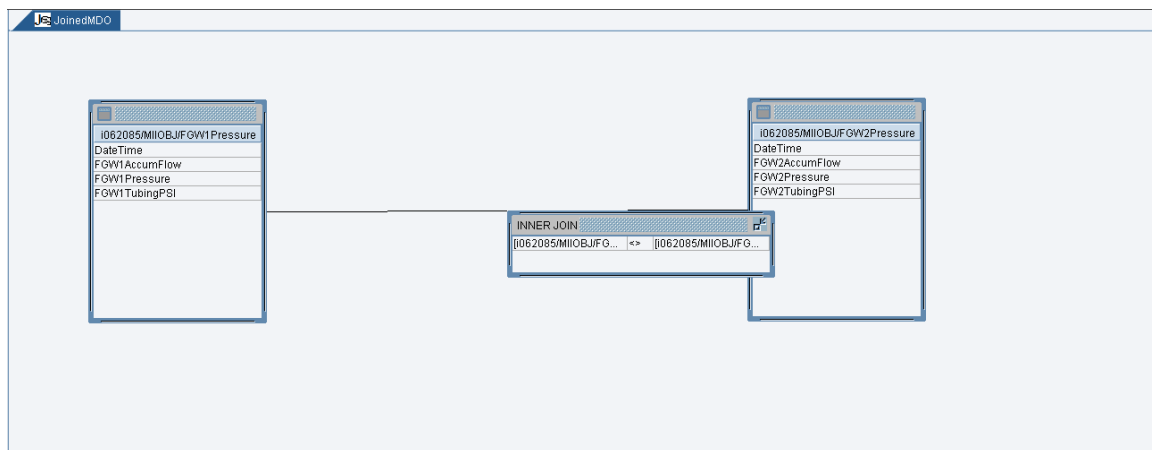 JoinedMDO
i062085/MIIOBJ/FGW1Pressure
DateTime
FGW1AccumFlow
FGW1Pressure
FGW1TubingPSI
i062085/MIIOBJ/FGW2Pressure
DateTime
FGW2AccumFlow
FGW2Pressure
FGW2TubingPSI
INNER JOIN
[i062085/MIIOBJ/FG... <> [i062085/MIIOBJ/FG...